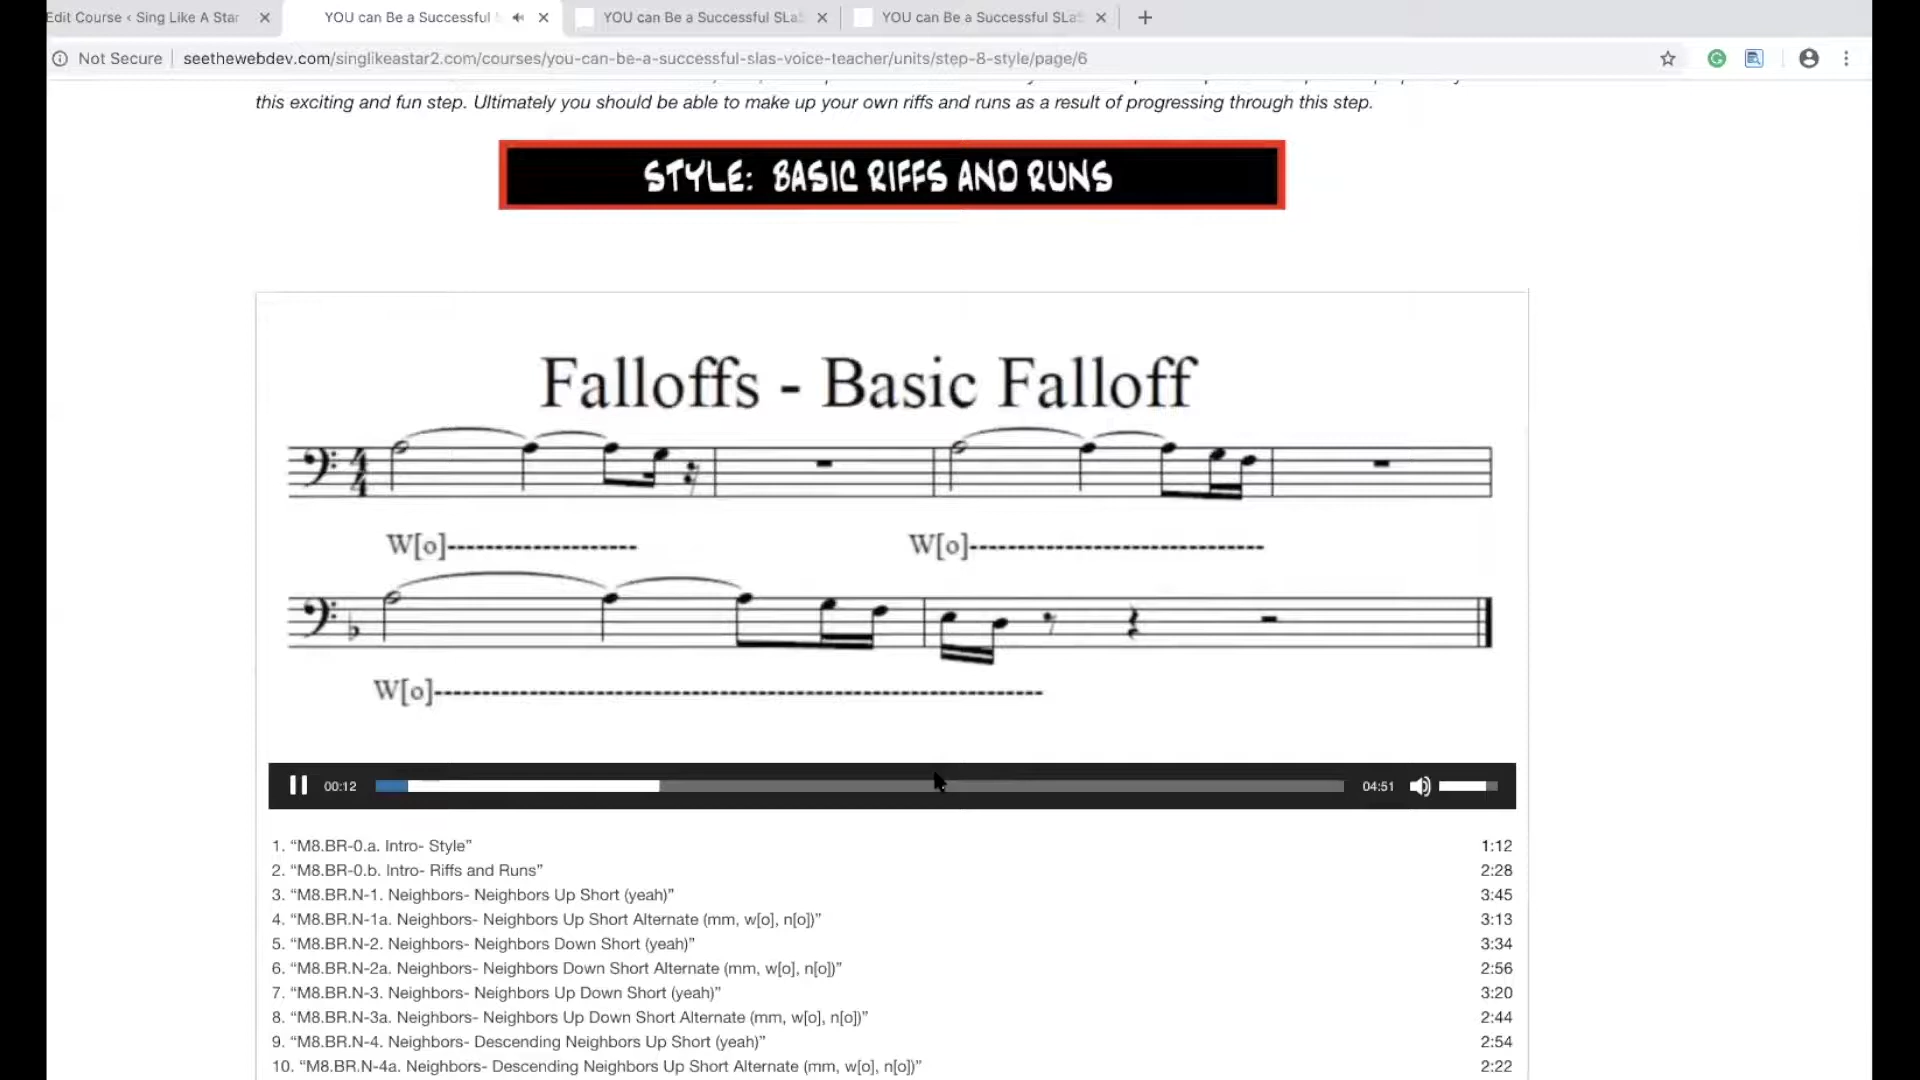 Edit Course ‹ Sing Like A Star
YOU can Be a Successful
YOU can Be a Successful SLa
YOU can Be a Successful SLa
Not Secure
seethewebdev.com/singlikeastar2.com/courses/you-can-be-a-successful-slas-voice-teacher/units/step-8-style/page/6
this exciting and fun step. Ultimately you should be able to make up your own riffs and runs as a result of progressing through this step.
STYLE: BASIC RIFFS AND RUNS
Falloffs - Basic Falloff
W[o]-------------------- W[o]-------------------------------
W[o]----------------------------------------------------------------
00:12 04:51
1. “M8.BR-0.a. Intro- Style” 1:12
2. “M8.BR-0.b. Intro- Riffs and Runs” 2:28
3. “M8.BR.N-1. Neighbors- Neighbors Up Short (yeah)” 3:45
4. “M8.BR.N-1a. Neighbors- Neighbors Up Short Alternate (mm, w[o], n[o])” 3:13
5. “M8.BR.N-2. Neighbors- Neighbors Down Short (yeah)” 3:34
6. “M8.BR.N-2a. Neighbors- Neighbors Down Short Alternate (mm, w[o], n[o])” 2:56
7. “M8.BR.N-3. Neighbors- Neighbors Up Down Short (yeah)” 3:20
8. “M8.BR.N-3a. Neighbors- Neighbors Up Down Short Alternate (mm, w[o], n[o])” 2:44
9. “M8.BR.N-4. Neighbors- Descending Neighbors Up Short (yeah)” 2:54
10. “M8.BR.N-4a. Neighbors- Descending Neighbors Up Short Alternate (mm, w[o], n[o])” 2:22